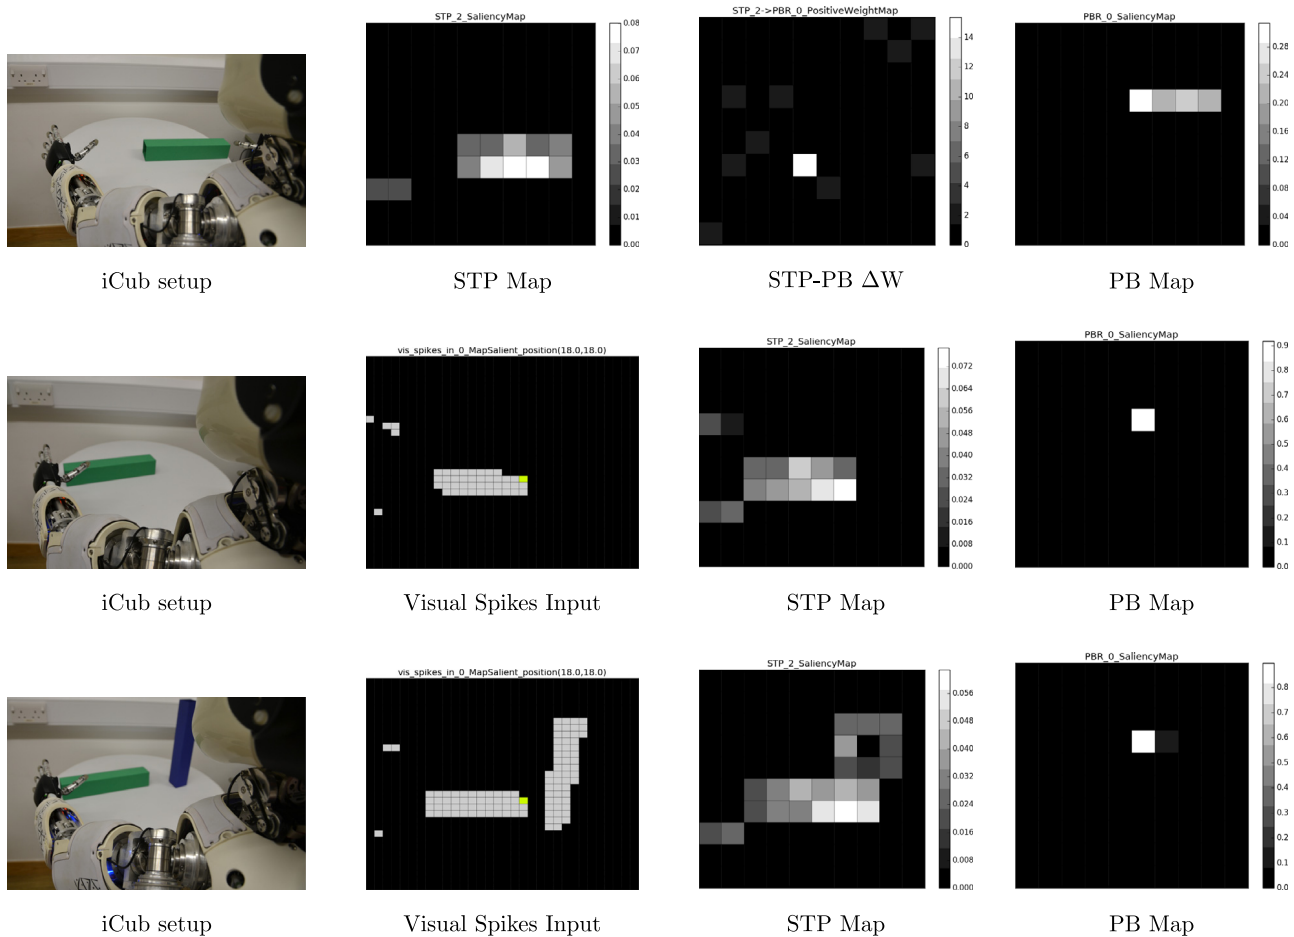 STP_2_SaliencyMap
STP_2->PBR_0_PositiveWeightMap
PBR_0_SaliencyMap
0.08
0.07
0.06
0.05
0.04
0.03
0.02
0.01
0.00
14
12
10
8
6
4
2
0
0.28
0.24
0.20
0.16
0.12
0.08
0.04
0.00
iCub setup
STP Map
STP-PB ΔW
PB Map
vis_spikes_in_0_MapSalient_position(18.0,18.0)
STP_2_SaliencyMap
PBR_0_SaliencyMap
0.072
0.064
0.056
0.048
0.040
0.032
0.024
0.016
0.008
0.000
0.9
0.8
0.7
0.6
0.5
0.4
0.3
0.2
0.1
0.0
iCub setup
Visual Spikes Input
STP Map
PB Map
vis_spikes_in_0_MapSalient_position(18.0,18.0)
STP_2_SaliencyMap
PBR_0_SaliencyMap
0.056
0.048
0.040
0.032
0.024
0.016
0.008
0.000
0.8
0.7
0.6
0.5
0.4
0.3
0.2
0.1
0.0
iCub setup
Visual Spikes Input
STP Map
PB Map